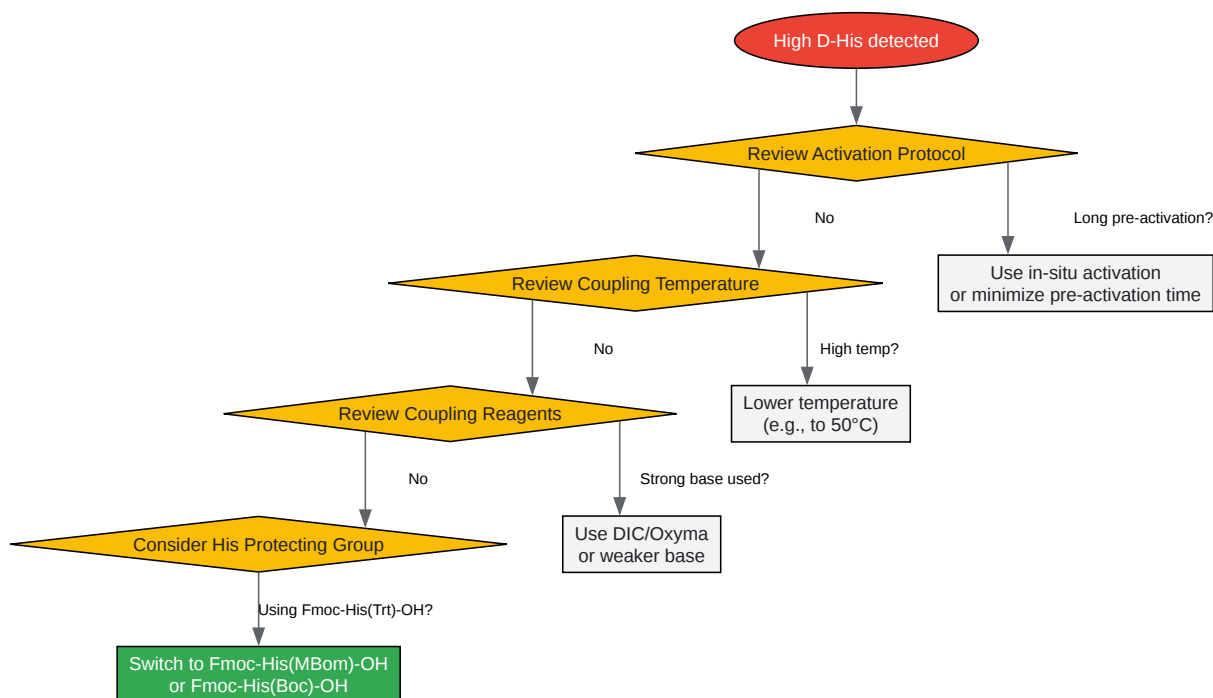 High D-His detected
Review Activation Protocol
No
Long pre-activation?
Review Coupling Temperature
Use in-situ activation
or minimize pre-activation time
No
High temp?
Review Coupling Reagents
Lower temperature
(e.g., to 50°C)
No
Strong base used?
Consider His Protecting Group
Use DIC/Oxyma
or weaker base
Using Fmoc-His(Trt)-OH?
Switch to Fmoc-His(MBom)-OH
or Fmoc-His(Boc)-OH